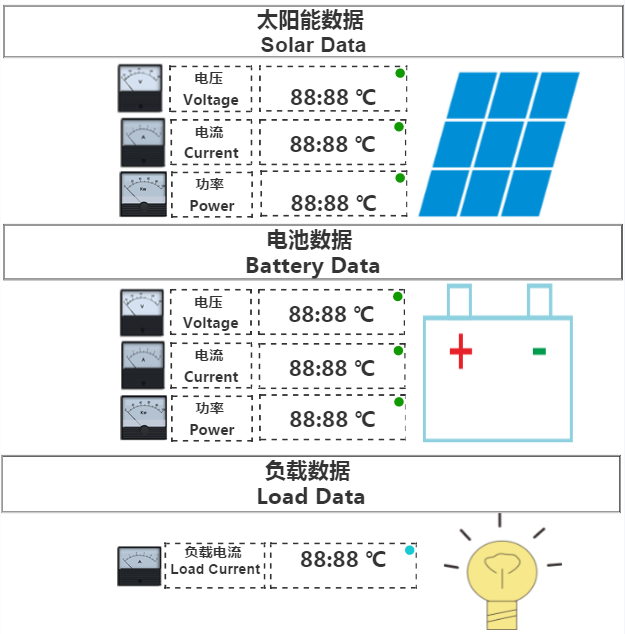 太阳能数据
Solar Data
电压
Voltage
88:88 ℃
电流
Current
88:88 ℃
功率
Power
88:88 ℃
电池数据
Battery Data
电压
Voltage
88:88 ℃
电流
Current
88:88 ℃
功率
Power
88:88 ℃
+ -
负载数据
Load Data
负载电流
Load Current
88:88 ℃